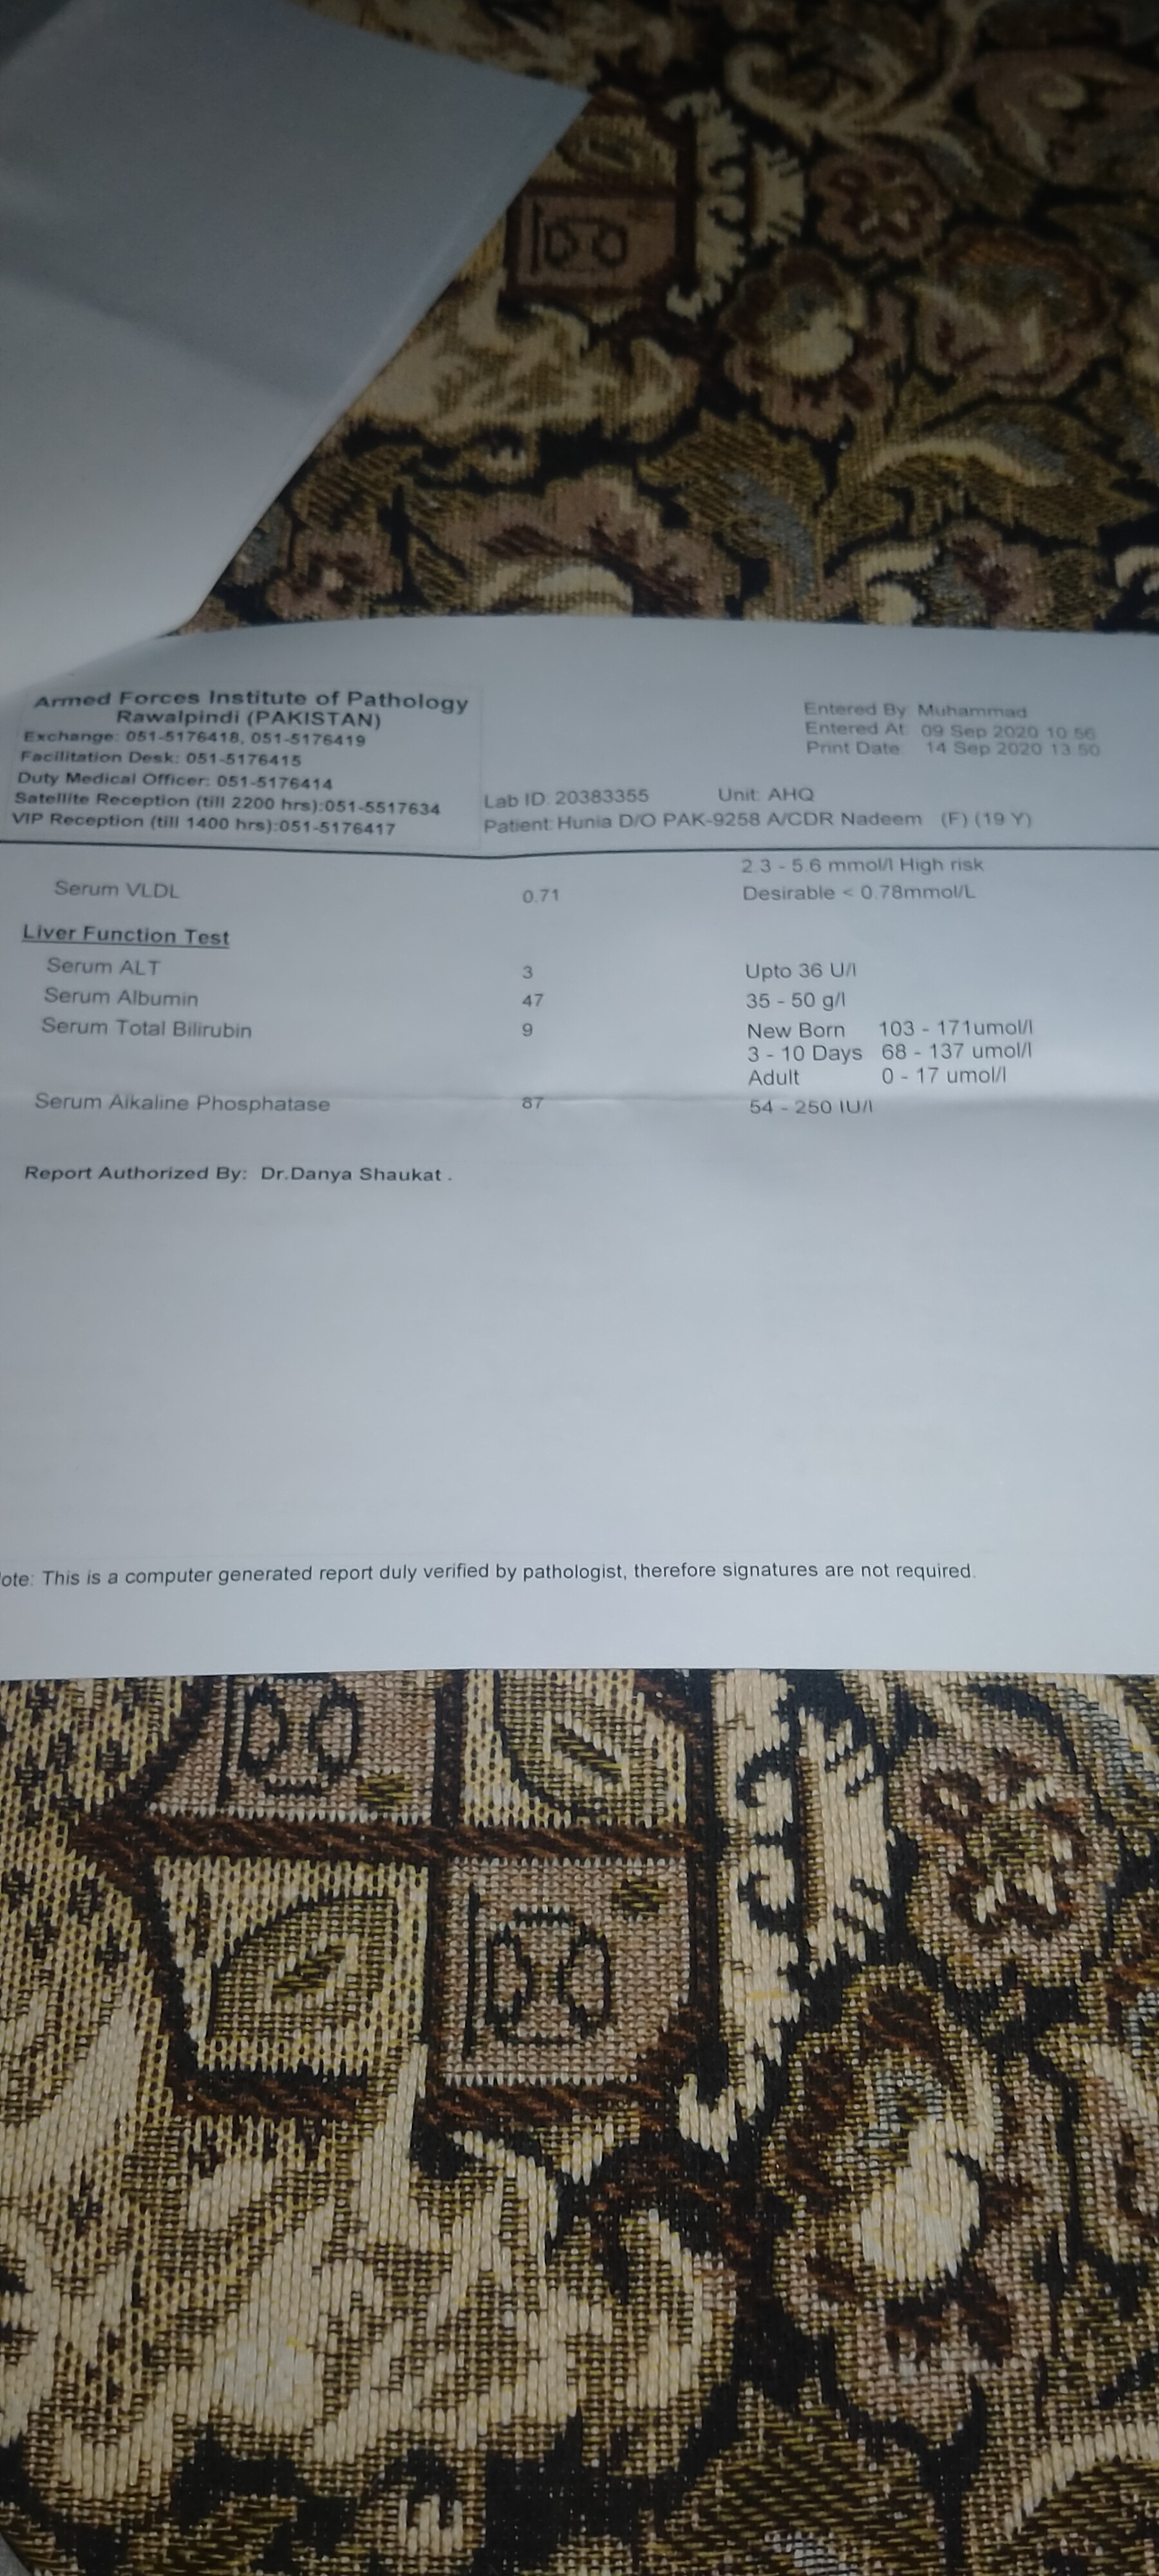 Armed Forces Institute of Pathology
Rawalpindi (PAKISTAN)
Exchange: 051-5176418, 051-5176419
Facilitation Desk: 051-5176415
Duty Medical Officer: 051-5176414
Satellite Reception (till 2200 hrs):051-5517634
VIP Reception (till 1400 hrs):051-5176417
Entered By: Muhammad
Entered At: 09 Sep 2020 10:56
Print Date: 14 Sep 2020 13:50
Lab ID: 20383355 Unit: AHQ
Patient: Hunia D/O PAK-9258 A/CDR Nadeem (F) (19 Y)
2.3 - 5.6 mmol/l High risk
Serum VLDL 0.71 Desirable < 0.78mmol/L
Liver Function Test
Serum ALT 3 Upto 36 U/l
Serum Albumin 47 35 - 50 g/l
Serum Total Bilirubin 9 New Born 103 - 171umol/l
3 - 10 Days 68 - 137 umol/l
Adult 0 - 17 umol/l
Serum Alkaline Phosphatase 87 54 - 250 IU/l
Report Authorized By: Dr.Danya Shaukat .
ote: This is a computer generated report duly verified by pathologist, therefore signatures are not required.